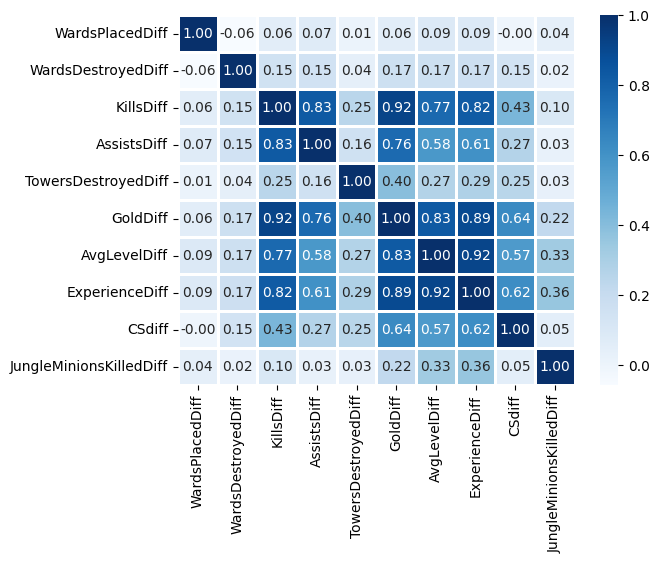 WardsPlacedDiff 1.00 -0.06 0.06 0.07 0.01 0.06 0.09 0.09 -0.00 0.04
WardsDestroyedDiff -0.06 1.00 0.15 0.15 0.04 0.17 0.17 0.17 0.15 0.02
KillsDiff 0.06 0.15 1.00 0.83 0.25 0.92 0.77 0.82 0.43 0.10
AssistsDiff 0.07 0.15 0.83 1.00 0.16 0.76 0.58 0.61 0.27 0.03
TowersDestroyedDiff 0.01 0.04 0.25 0.16 1.00 0.40 0.27 0.29 0.25 0.03
GoldDiff 0.06 0.17 0.92 0.76 0.40 1.00 0.83 0.89 0.64 0.22
AvgLevelDiff 0.09 0.17 0.77 0.58 0.27 0.83 1.00 0.92 0.57 0.33
ExperienceDiff 0.09 0.17 0.82 0.61 0.29 0.89 0.92 1.00 0.62 0.36
CSdiff -0.00 0.15 0.43 0.27 0.25 0.64 0.57 0.62 1.00 0.05
JungleMinionsKilledDiff 0.04 0.02 0.10 0.03 0.03 0.22 0.33 0.36 0.05 1.00
WardsPlacedDiff
WardsDestroyedDiff
KillsDiff
AssistsDiff
TowersDestroyedDiff
GoldDiff
AvgLevelDiff
ExperienceDiff
CSdiff
JungleMinionsKilledDiff
1.0
0.8
0.6
0.4
0.2
0.0